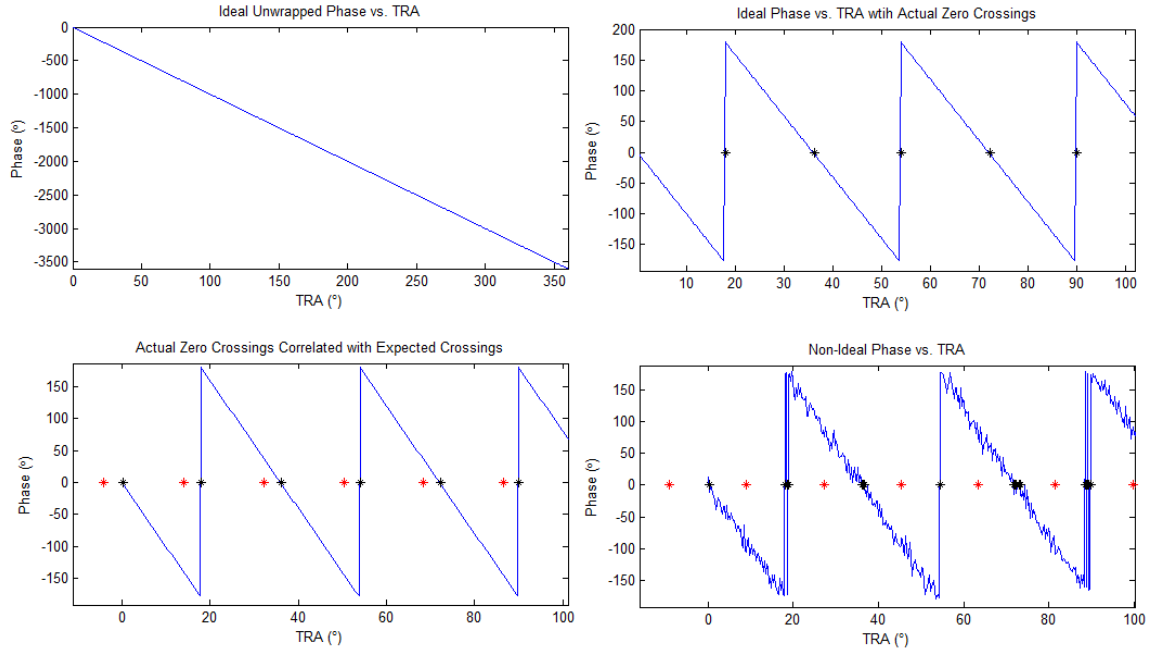 Ideal Unwrapped Phase vs. TRA
0
-500
-1000
-1500
-2000
-2500
-3000
-3500
Phase (º)
0 50 100 150 200 250 300 350
TRA (°)
Ideal Phase vs. TRA wtih Actual Zero Crossings
200
150
100
50
0
-50
-100
-150
Phase (º)
10 20 30 40 50 60 70 80 90 100
TRA (°)
Actual Zero Crossings Correlated with Expected Crossings
150
100
50
0
-50
-100
-150
Phase (º)
0 20 40 60 80 100
TRA (°)
Non-Ideal Phase vs. TRA
150
100
50
0
-50
-100
-150
Phase (º)
0 20 40 60 80 100
TRA (°)